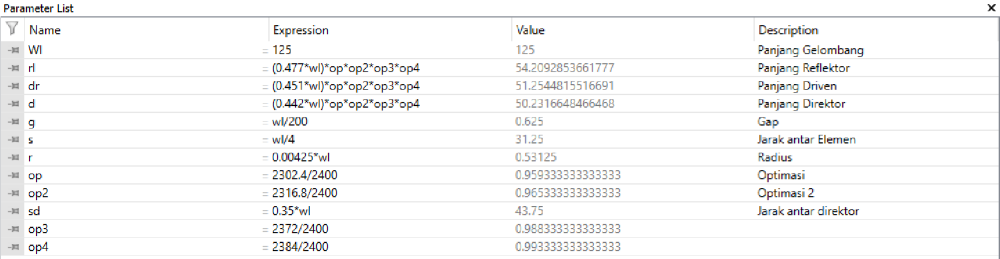 Parameter List
Name Expression Value Description
Wl = 125 125 Panjang Gelombang
rl = (0.477*wl)*op*op2*op3*op4 54.2092853661777 Panjang Reflektor
dr = (0.451*wl)*op*op2*op3*op4 51.2544815516691 Panjang Driven
d = (0.442*wl)*op*op2*op3*op4 50.2316648466468 Panjang Direktor
g = wl/200 0.625 Gap
s = wl/4 31.25 Jarak antar Elemen
r = 0.00425*wl 0.53125 Radius
op = 2302.4/2400 0.959333333333333 Optimasi
op2 = 2316.8/2400 0.965333333333333 Optimasi 2
sd = 0.35*wl 43.75 Jarak antar direktor
op3 = 2372/2400 0.988333333333333
op4 = 2384/2400 0.993333333333333